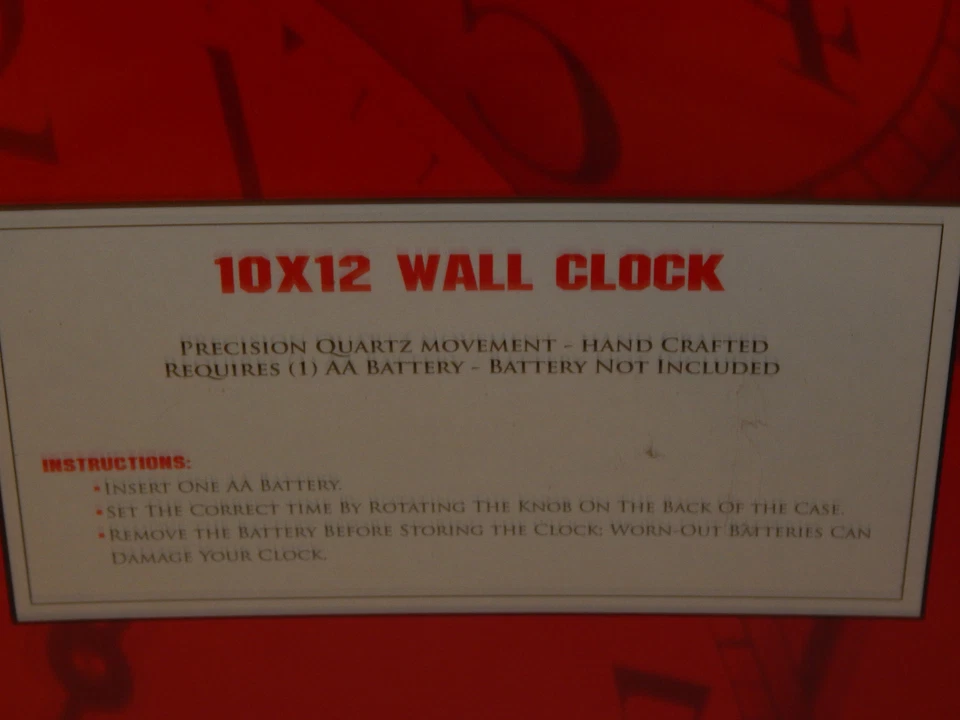 10X12 WALL CLOCK
PRECISION QUARTZ MOVEMENT - HAND CRAFTED
REQUIRES (1) AA BATTERY - BATTERY NOT INCLUDED
INSTRUCTIONS:
•INSERT ONE AA BATTERY.
•SET THE CORRECT TIME BY ROTATING THE KNOB ON THE BACK OF THE CASE.
•REMOVE THE BATTERY BEFORE STORING THE CLOCK; WORN-OUT BATTERIES CAN
DAMAGE YOUR CLOCK.